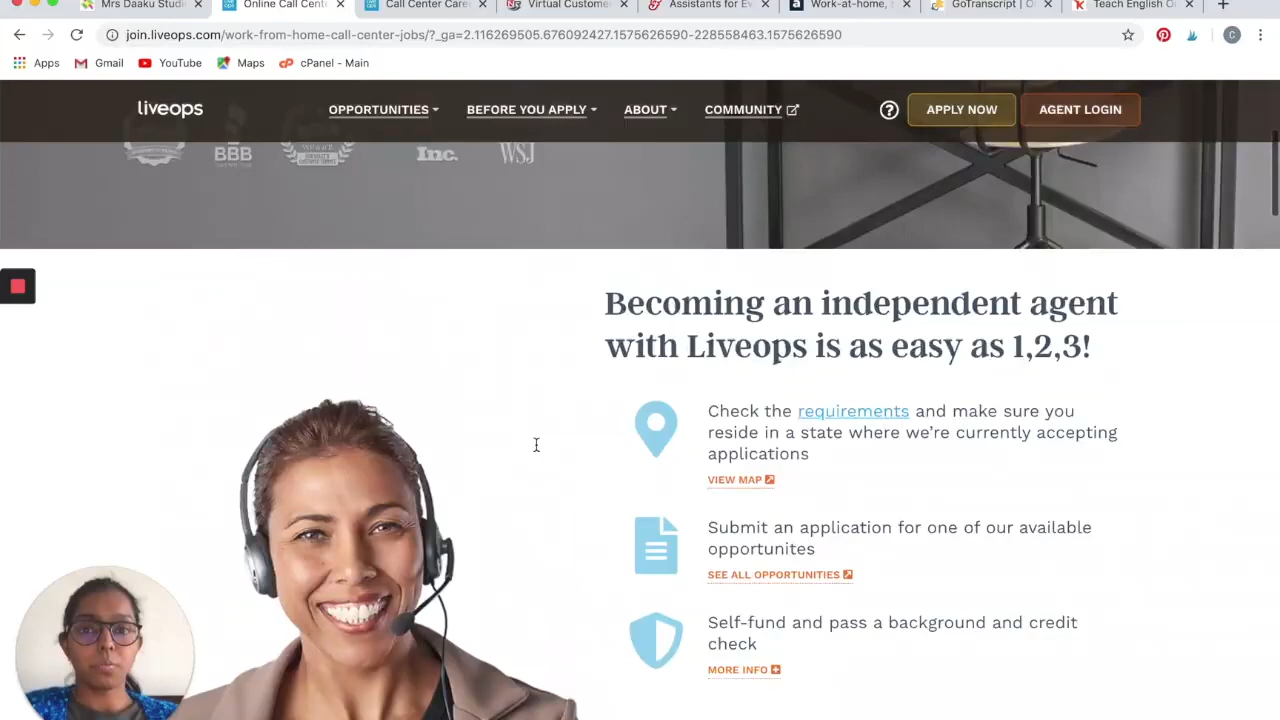 Mrs Daaku Studi
Online Call Cent
Call Center Care
Virtual Custome
Assistants for Ev
Work-at-home,
GoTranscript | O
Teach English O
join.liveops.com/work-from-home-call-center-jobs/?_ga=2.116269505.676092427.1575626590-228558463.1575626590
Apps Gmail YouTube Maps cPanel - Main
liveops OPPORTUNITIES BEFORE YOU APPLY ABOUT COMMUNITY APPLY NOW AGENT LOGIN
BBB Inc. WSJ
Becoming an independent agent
with Liveops is as easy as 1,2,3!
Check the requirements and make sure you
reside in a state where we’re currently accepting
applications
VIEW MAP
Submit an application for one of our available
opportunites
SEE ALL OPPORTUNITIES
Self-fund and pass a background and credit
check
MORE INFO